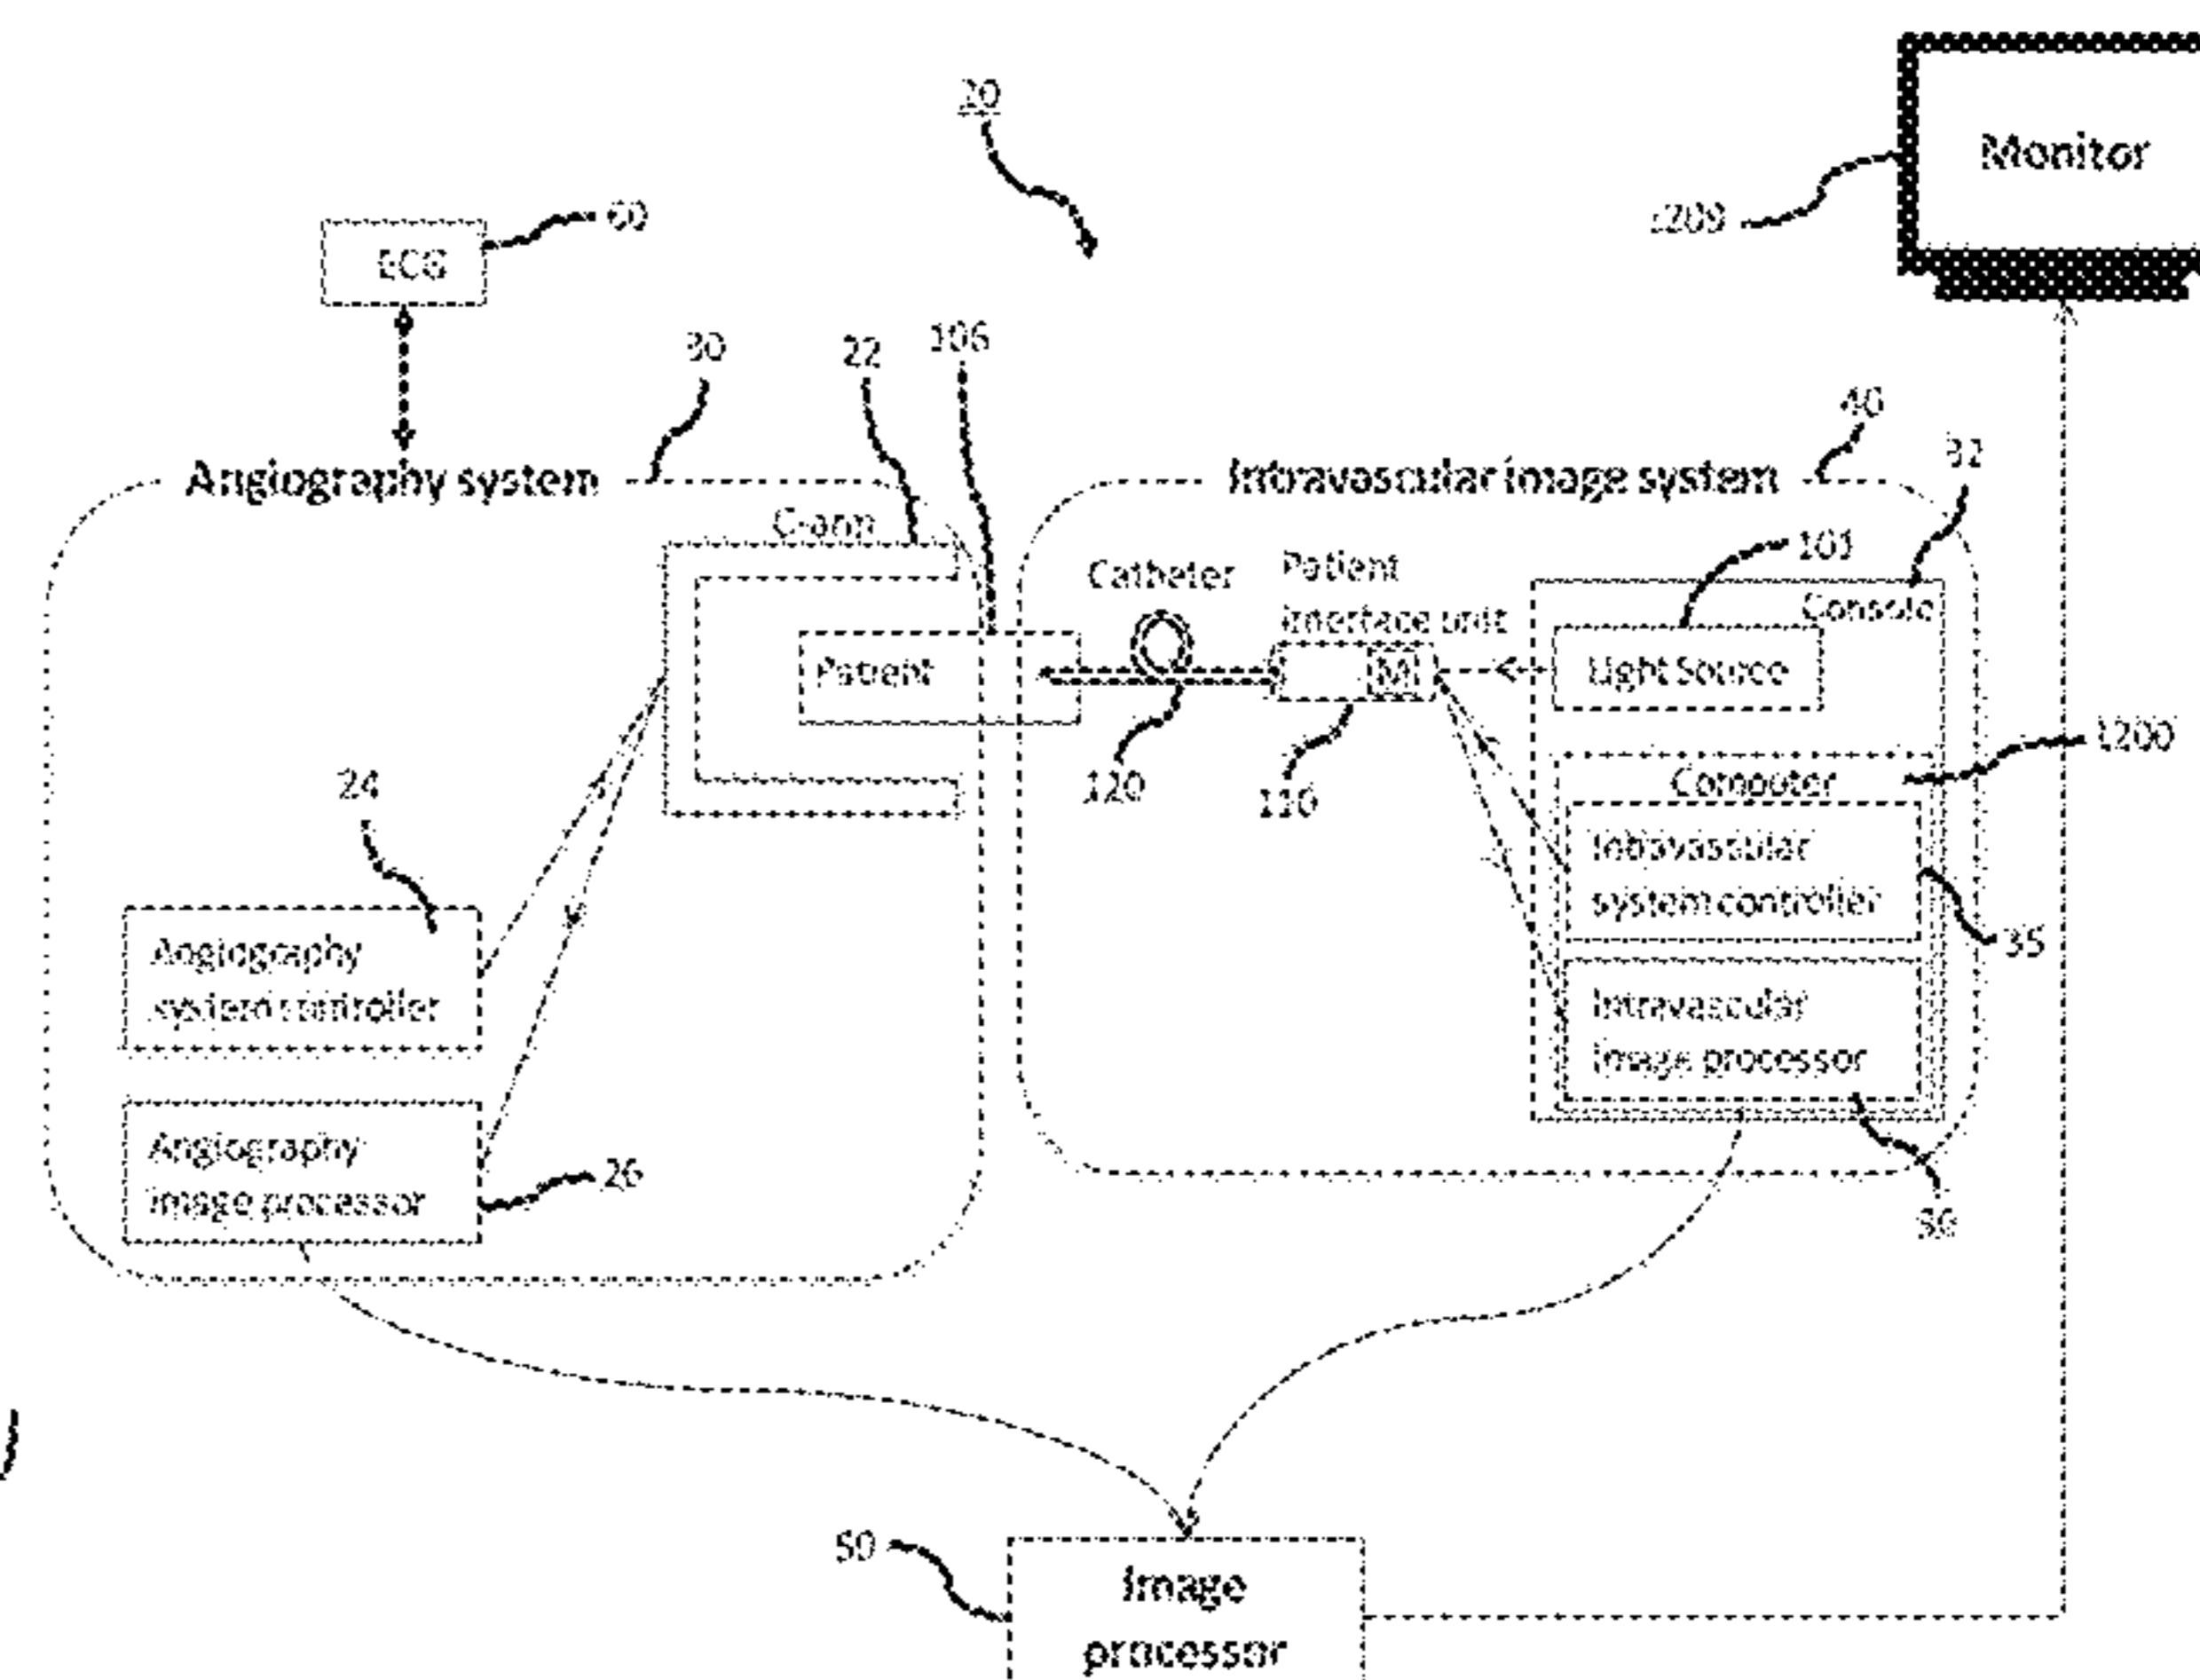 20
Monitor
1209
60
ECG
30
22
106
40
32
Angiography system
Intravascular image system
C-arm
101
Catheter
Patient
interface unit
Console
Patient
M
Light Source
1200
24
120
110
Computer
Intravascular
system controller
35
Angiography
system controller
Intravascular
image processor
Angiography
image processor
26
36
50
Image
processor